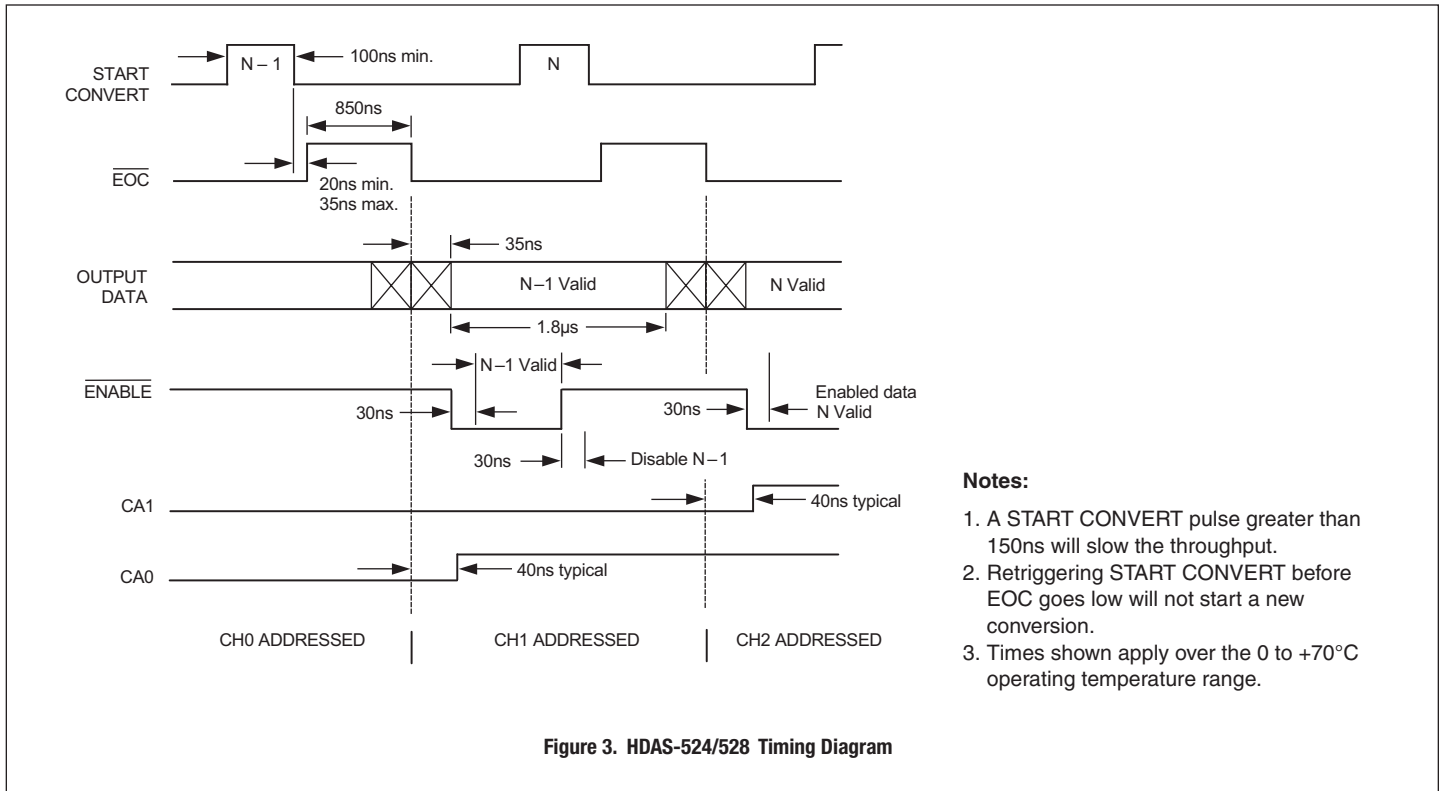 START
CONVERT
N – 1
100ns min.
N
850ns
EOC
20ns min.
35ns max.
35ns
OUTPUT
DATA
N–1 Valid
N Valid
1.8µs
N–1 Valid
ENABLE
30ns
30ns
Enabled data
N Valid
30ns
Disable N–1
CA1
40ns typical
CA0
40ns typical
CH0 ADDRESSED
CH1 ADDRESSED
CH2 ADDRESSED
Notes:
1. A START CONVERT pulse greater than
150ns will slow the throughput.
2. Retriggering START CONVERT before
EOC goes low will not start a new
conversion.
3. Times shown apply over the 0 to +70°C
operating temperature range.
Figure 3. HDAS-524/528 Timing Diagram